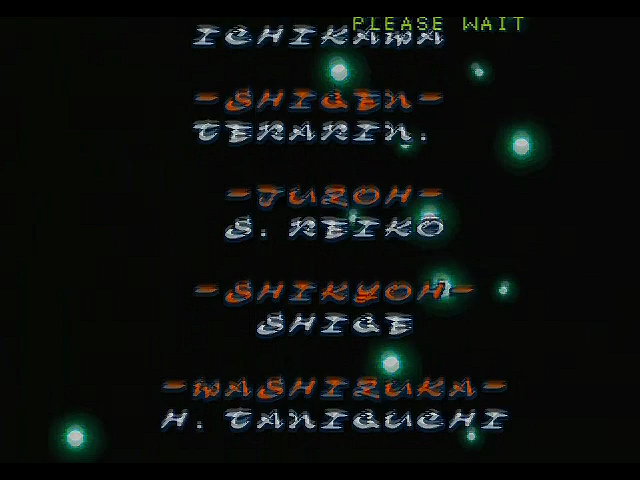 PLEASE WAIT
ICHIKAWA
-SHIGEN-
TERARIN.
-JUZOH-
S. REIKO
-SHIKYOH-
SHIGE
-WASHIZUKA-
H. TANIGUCHI